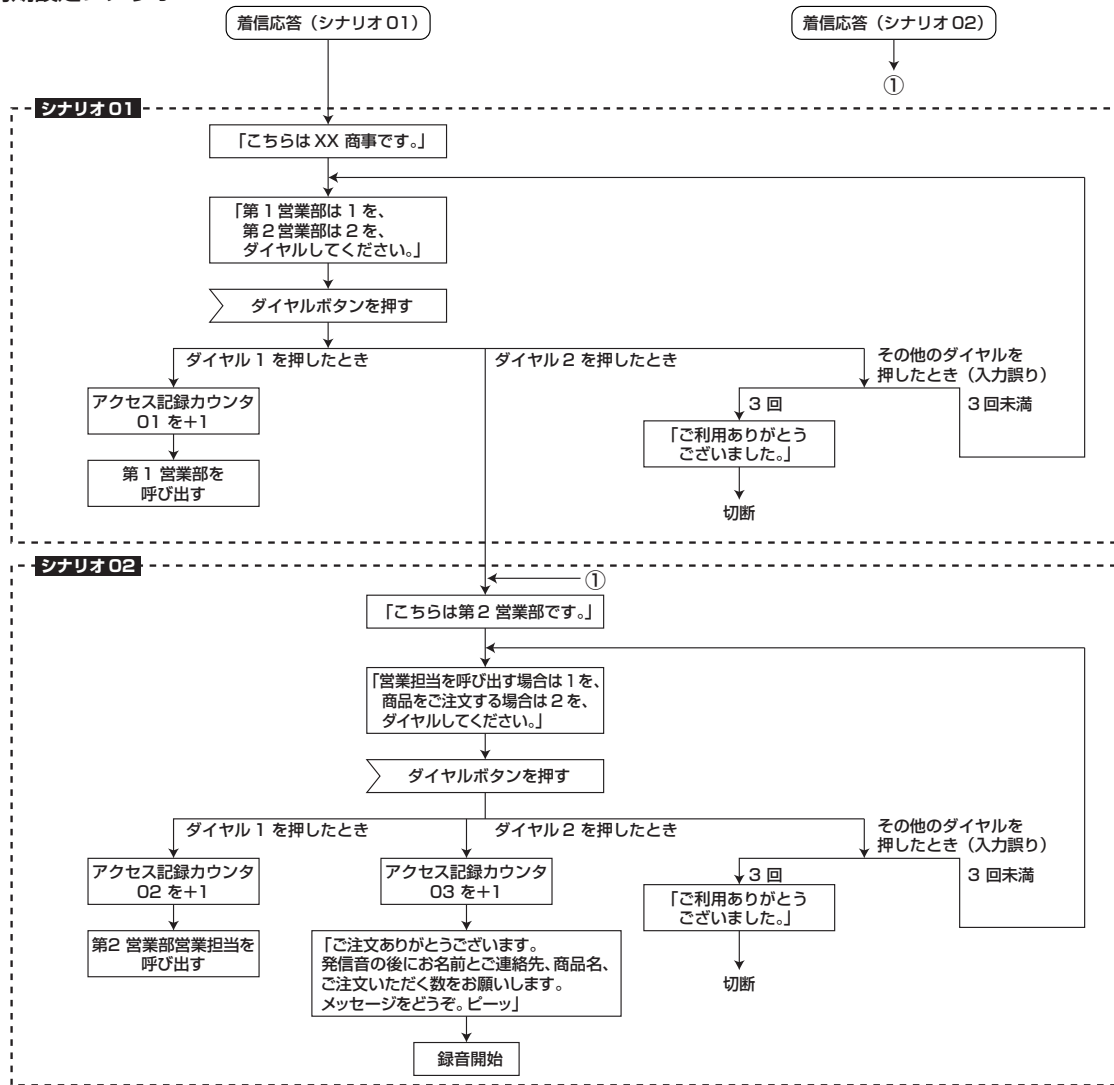 着信応答（シナリオ01）
着信応答（シナリオ02）
①
シナリオ01
「こちらはXX 商事です。」
「第1営業部は1を、
第2営業部は2を、
ダイヤルしてください。」
ダイヤルボタンを押す
ダイヤル1を押したとき
ダイヤル2を押したとき
その他のダイヤルを
押したとき（入力誤り）
アクセス記録カウンタ
01を+1
第1 営業部を
呼び出す
3回
3回未満
「ご利用ありがとう
ございました。」
切断
シナリオ02
①
「こちらは第2 営業部です。」
「営業担当を呼び出す場合は1を、
商品をご注文する場合は2を、
ダイヤルしてください。」
ダイヤルボタンを押す
ダイヤル1を押したとき
ダイヤル2を押したとき
その他のダイヤルを
押したとき（入力誤り）
アクセス記録カウンタ
02を+1
第2 営業部営業担当を
呼び出す
アクセス記録カウンタ
03を+1
「ご注文ありがとうございます。
発信音の後にお名前とご連絡先、商品名、
ご注文いただく数をお願いします。
メッセージをどうぞ。ピーッ」
録音開始
3回
3回未満
「ご利用ありがとう
ございました。」
切断